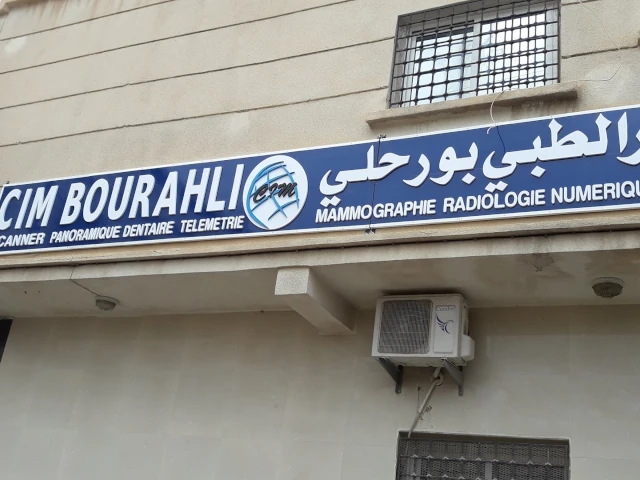 CIM BOURAHLI
CANNER PANORAMIQUE DENTAIRE TELEMETRIE
CIM
ر الطبي بورحلي
MAMMOGRAPHIE RADIOLOGIE NUMERIQU